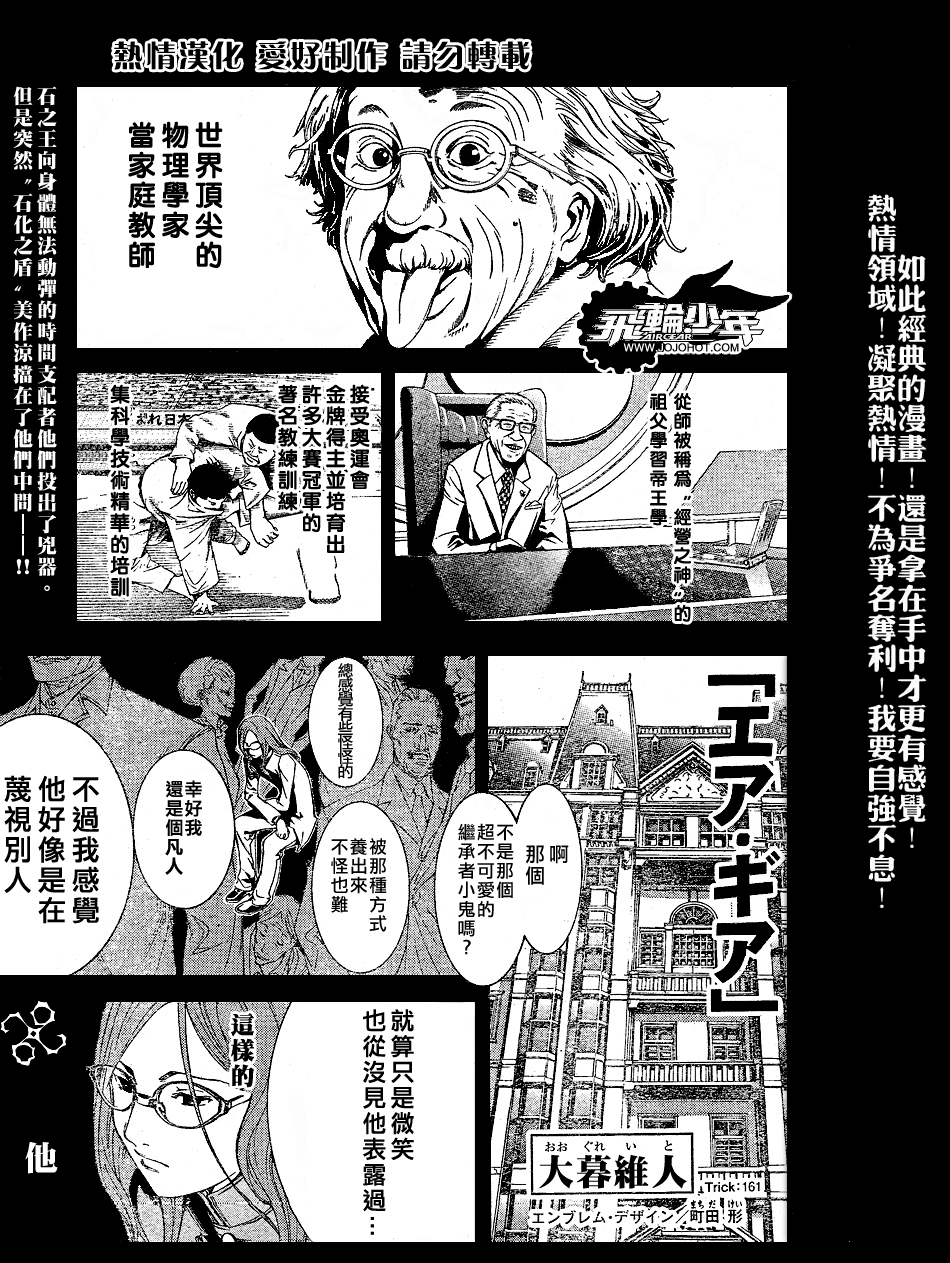 熱情漢化 愛好制作 請勿轉載
如此經典的漫畫！還是拿在手中才更有感覺！
熱情領域！凝聚熱情！不為爭名奪利！我要自強不息！
石之王向身體無法動彈的時間支配者他們投出了兇器。
但是突然〝石化之盾〞美作涼擋在了他們中間——!!
世界頂尖的
物理學家
當家庭教師
飛輪少年
AIRGEAR
WWW.JOJOHOT.COM
從師被稱爲〝經營之神〞的
祖父學習帝王學
接受奧運會
金牌得主並培育出
許多大賽冠軍的
著名教練訓練
集科學技術精華的培訓
「エア・ギア」
啊
那個
不是那個
超不可愛的
繼承者小鬼嗎？
總感覺有些怪怪的
被那種方式
養出來
不怪也難
幸好我
還是個凡人
不過我感覺
他好像是在
蔑視別人
就算只是微笑
也從沒見他表露過…
這樣的
他
おおぐれ いと
大暮維人
Trick:161
まちだ けい
エンブレム・デザイン／町田 形